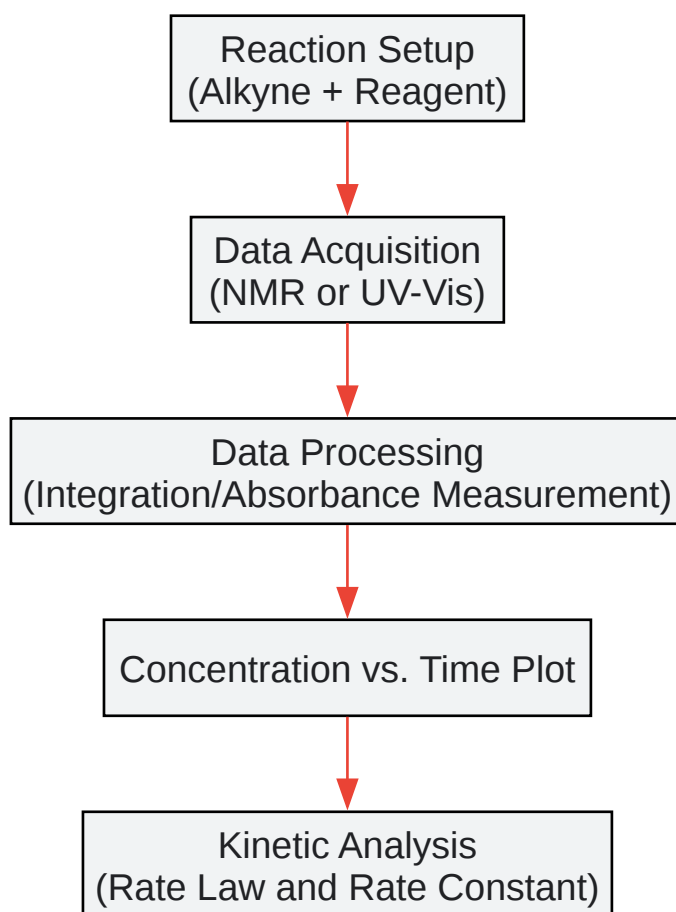 Reaction Setup
(Alkyne + Reagent)
Data Acquisition
(NMR or UV-Vis)
Data Processing
(Integration/Absorbance Measurement)
Concentration vs. Time Plot
Kinetic Analysis
(Rate Law and Rate Constant)